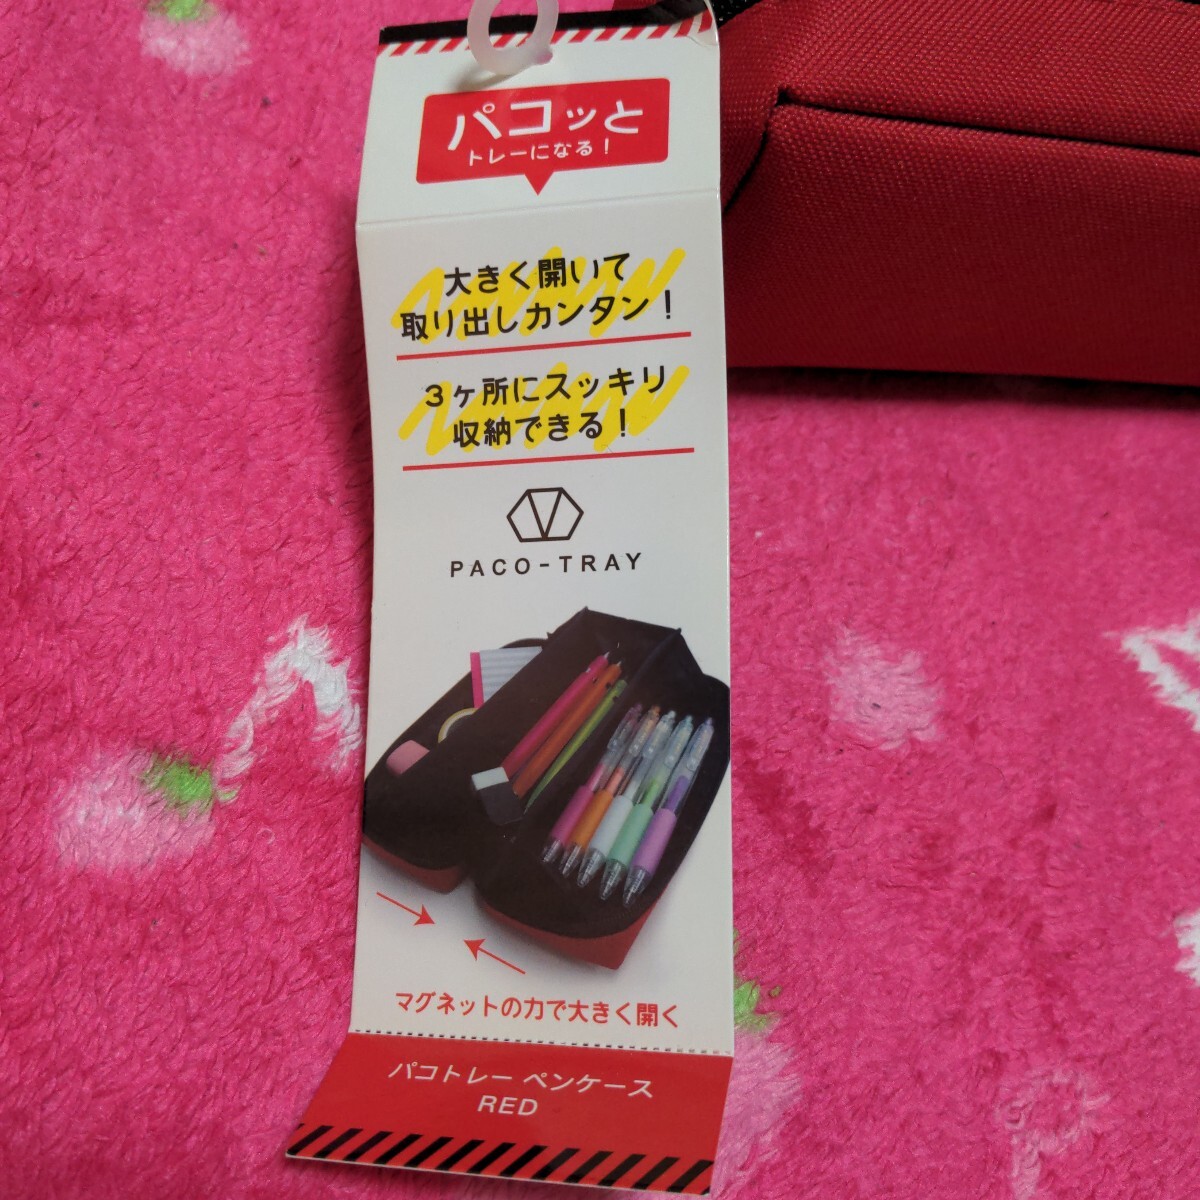 パコッと
トレーになる!
大きく開いて
取り出しカンタン!
3ヶ所にスッキリ
収納できる!
PACO-TRAY
マグネットの力で大きく開く
パコトレー ペンケース
RED